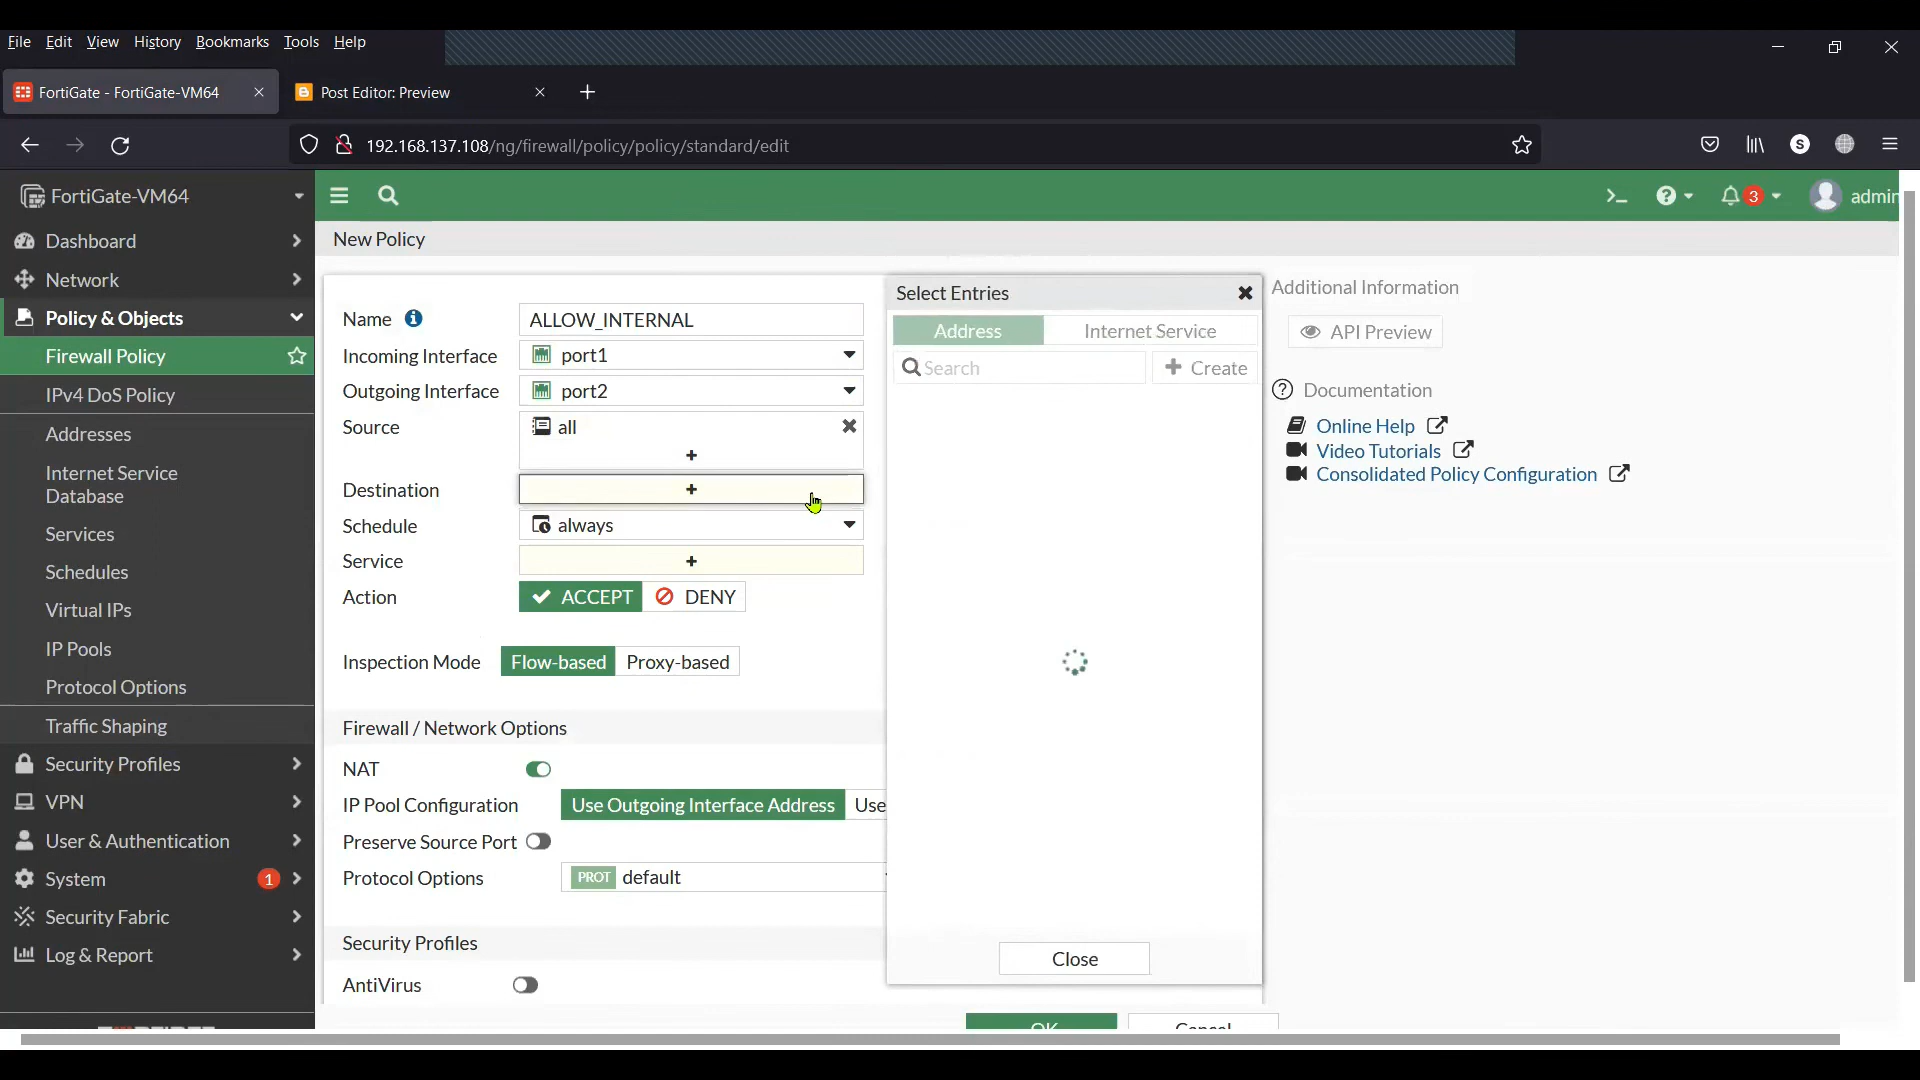 File Edit View History Bookmarks Tools Help
FortiGate - FortiGate-VM64
Post Editor: Preview
192.168.137.108/ng/firewall/policy/policy/standard/edit
S
FortiGate-VM64
3
admin
Dashboard
Network
Policy & Objects
Firewall Policy
IPv4 DoS Policy
Addresses
Internet Service
Database
Services
Schedules
Virtual IPs
IP Pools
Protocol Options
Traffic Shaping
Security Profiles
VPN
User & Authentication
System 1
Security Fabric
Log & Report
New Policy
Name ALLOW_INTERNAL
Incoming Interface port1
Outgoing Interface port2
Source all
Destination
Schedule always
Service
Action ACCEPT DENY
Inspection Mode Flow-based Proxy-based
Firewall / Network Options
NAT
IP Pool Configuration Use Outgoing Interface Address Use
Preserve Source Port
Protocol Options PROT default
Security Profiles
AntiVirus
Select Entries
Address Internet Service
Search Create
Close
OK Cancel
Additional Information
API Preview
Documentation
Online Help
Video Tutorials
Consolidated Policy Configuration